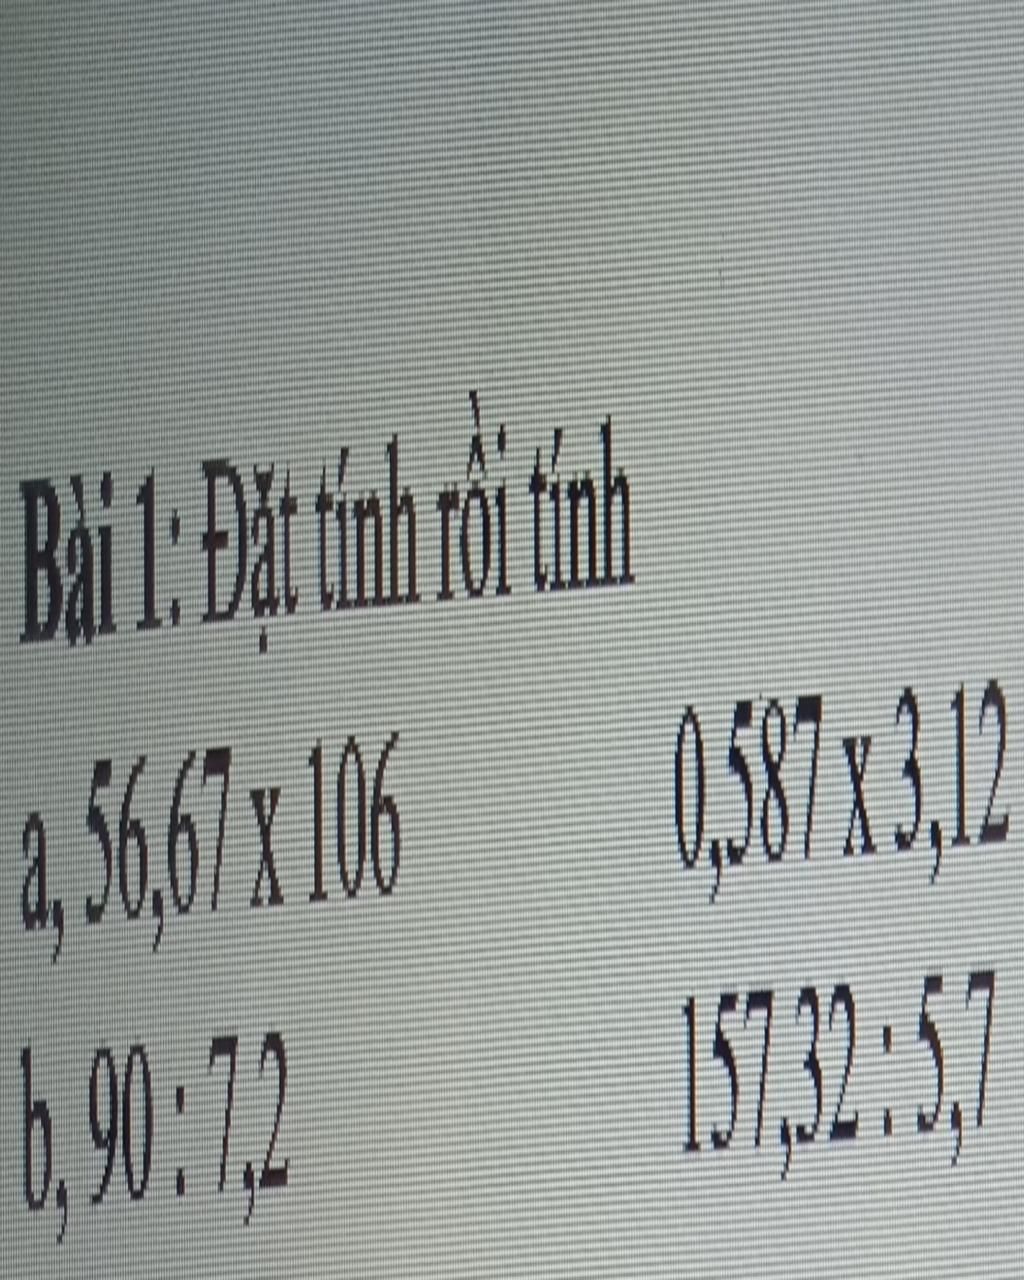 Bài 1: Đặt tính rồi tính
a, 56,67 x 106 0,587 x 3,12
b, 90 : 7,2 157,32 : 5,7